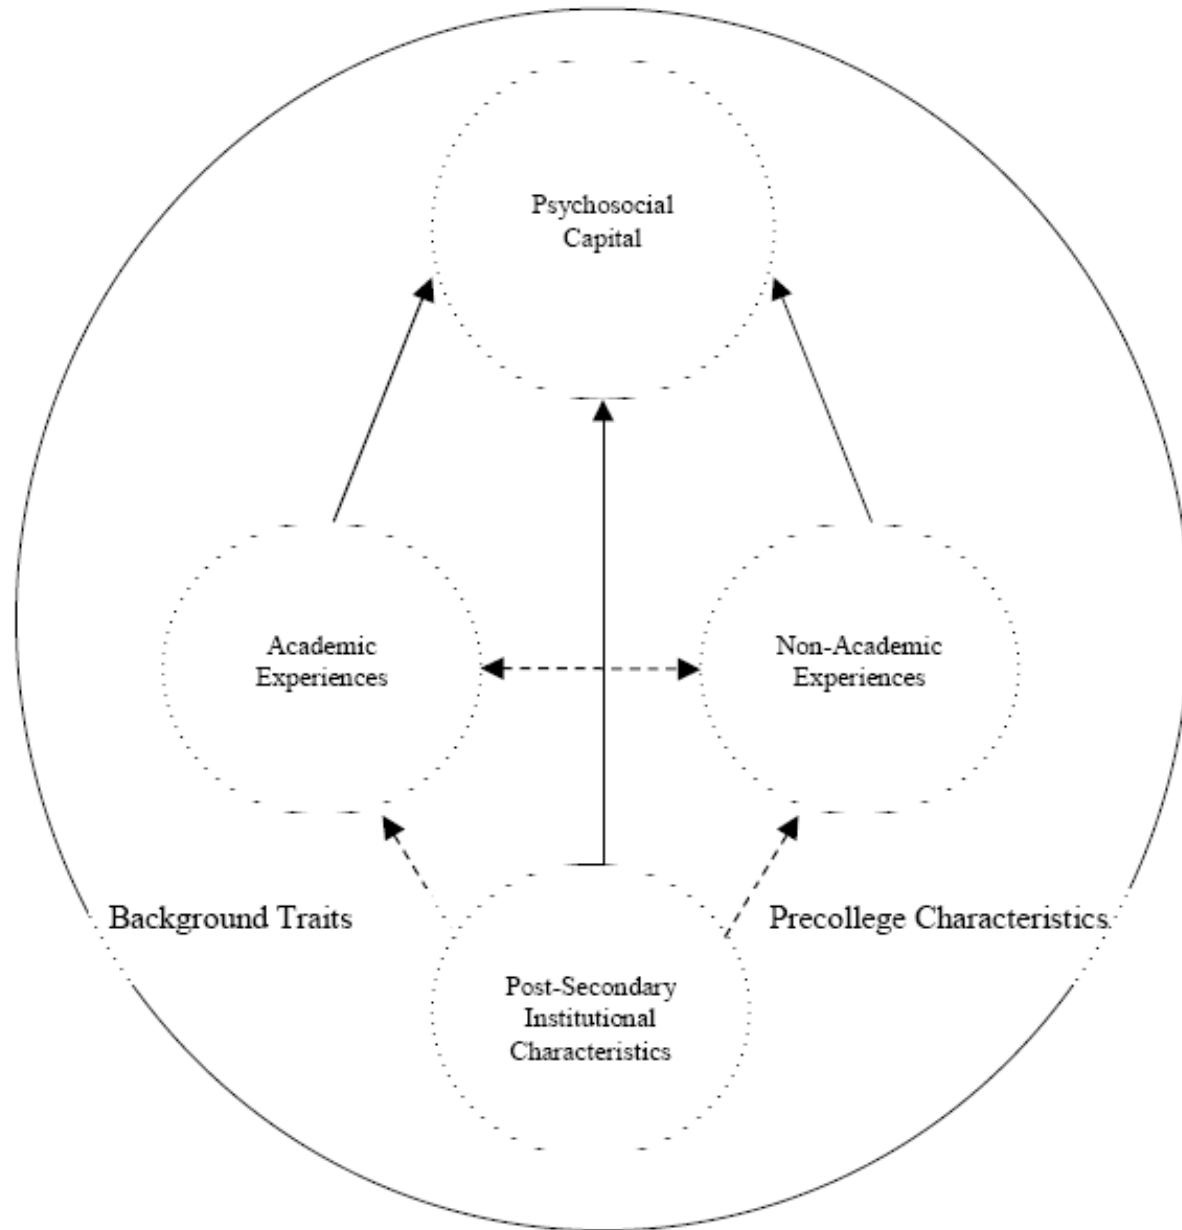 Psychosocial
Capital
Academic
Experiences
Non-Academic
Experiences
Background Traits
Precollege Characteristics
Post-Secondary
Institutional
Characteristics